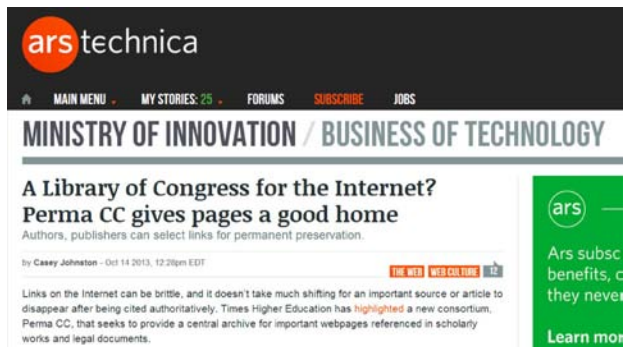 ars technica
MAIN MENU MY STORIES: 25 FORUMS SUBSCRIBE JOBS
MINISTRY OF INNOVATION / BUSINESS OF TECHNOLOGY
A Library of Congress for the Internet?
Perma CC gives pages a good home
Authors, publishers can select links for permanent preservation.
by Casey Johnston - Oct 14 2013, 12:28pm EDT
THE WEB WEB CULTURE 12
Links on the Internet can be brittle, and it doesn't take much shifting for an important source or article to
disappear after being cited authoritatively. Times Higher Education has highlighted a new consortium,
Perma CC, that seeks to provide a central archive for important webpages referenced in scholarly
works and legal documents.
ars
Ars subsc
benefits, c
they never
Learn mor